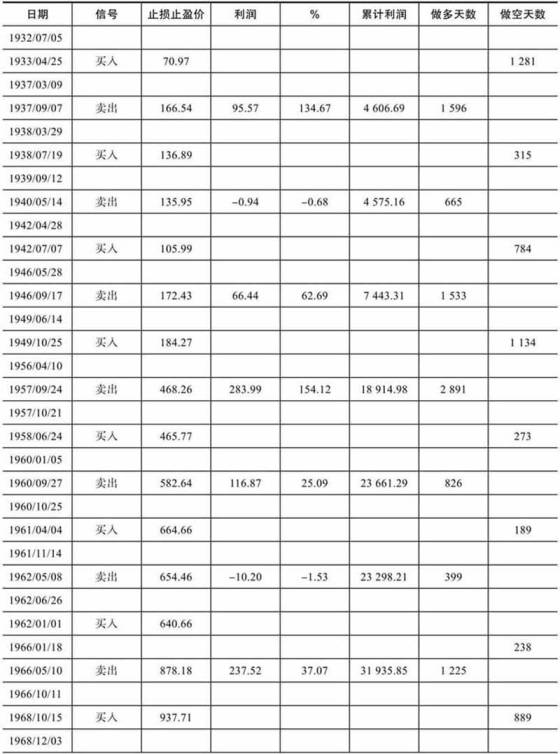 日期 信号 止损止盈价 利润 % 累计利润 做多天数 做空天数
1932/07/05
1933/04/25 买入 70.97 1 281
1937/03/09
1937/09/07 卖出 166.54 95.57 134.67 4 606.69 1 596
1938/03/29
1938/07/19 买入 136.89 315
1939/09/12
1940/05/14 卖出 135.95 -0.94 -0.68 4 575.16 665
1942/04/28
1942/07/07 买入 105.99 784
1946/05/28
1946/09/17 卖出 172.43 66.44 62.69 7 443.31 1 533
1949/06/14
1949/10/25 买入 184.27 1 134
1956/04/10
1957/09/24 卖出 468.26 283.99 154.12 18 914.98 2 891
1957/10/21
1958/06/24 买入 465.77 273
1960/01/05
1960/09/27 卖出 582.64 116.87 25.09 23 661.29 826
1960/10/25
1961/04/04 买入 664.66 189
1961/11/14
1962/05/08 卖出 654.46 -10.20 -1.53 23 298.21 399
1962/06/26
1962/01/01 买入 640.66
1966/01/18 238
1966/05/10 卖出 878.18 237.52 37.07 31 935.85 1 225
1966/10/11
1968/10/15 买入 937.71 889
1968/12/03